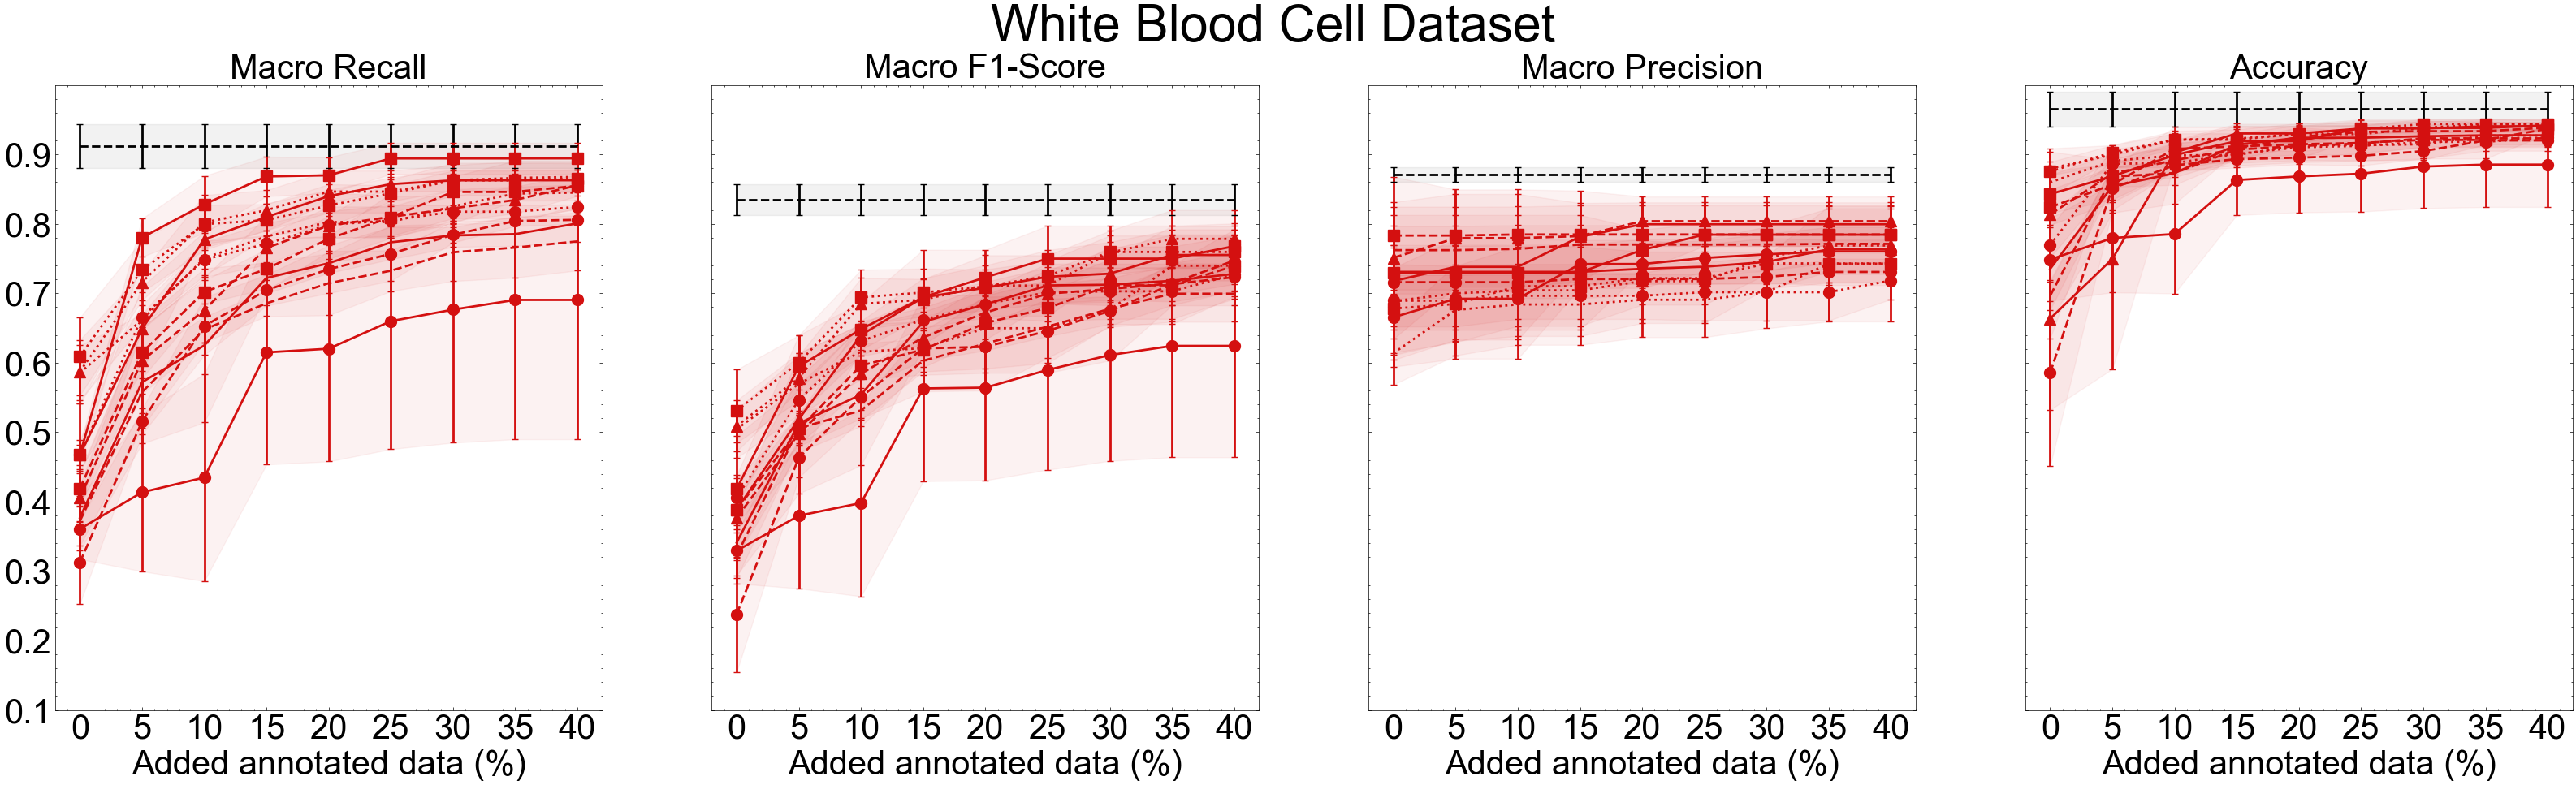 White Blood Cell Dataset
Macro Recall
Macro F1-Score
Macro Precision
Accuracy
0.9
0.8
0.7
0.6
0.5
0.4
0.3
0.2
0.1
0 5 10 15 20 25 30 35 40
0 5 10 15 20 25 30 35 40
0 5 10 15 20 25 30 35 40
0 5 10 15 20 25 30 35 40
Added annotated data (%)
Added annotated data (%)
Added annotated data (%)
Added annotated data (%)